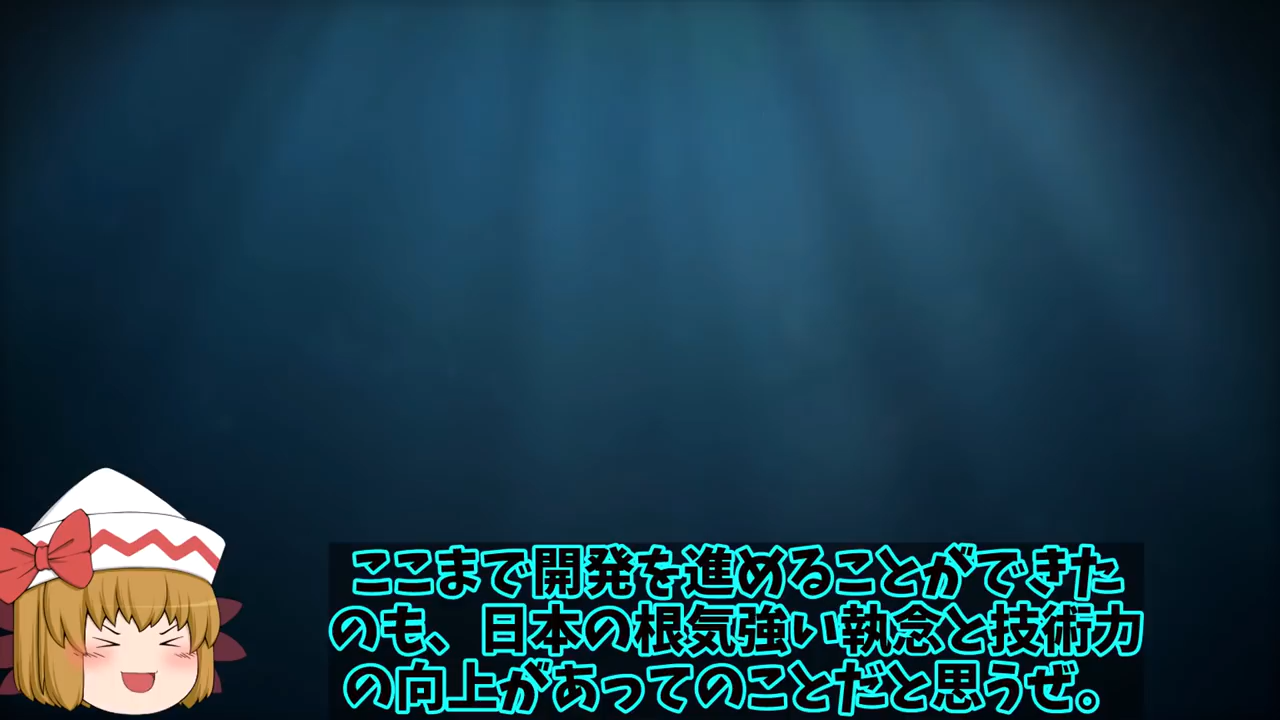 ここまで開発を進めることができた
のも、日本の根気強い執念と技術力
の向上があってのことだと思うぜ。